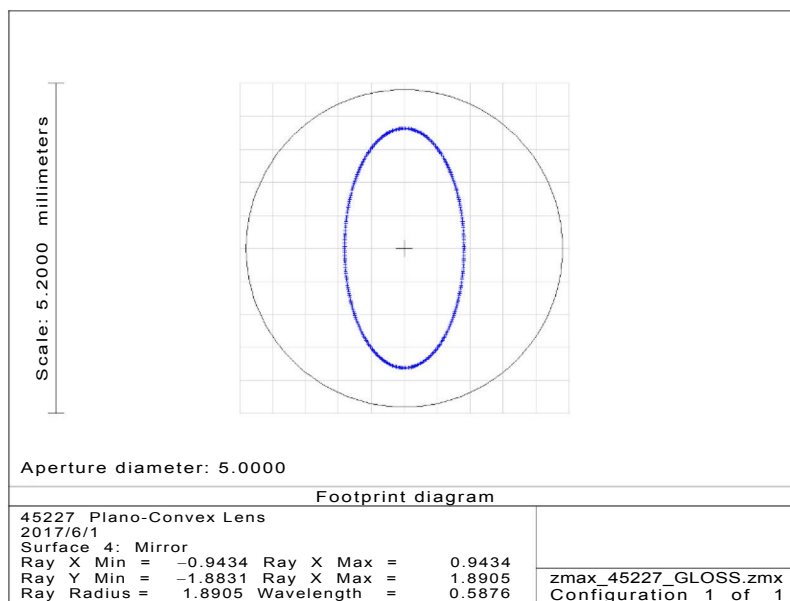 Scale: 5.2000 millimeters
Aperture diameter: 5.0000
Footprint diagram
45227 Plano-Convex Lens
2017/6/1
Surface 4: Mirror
Ray X Min = −0.9434 Ray X Max = 0.9434
Ray Y Min = −1.8831 Ray Y Max = 1.8905
Ray Radius = 1.8905 Wavelength = 0.5876
zmax_45227_GLOSS.zmx
Configuration 1 of 1